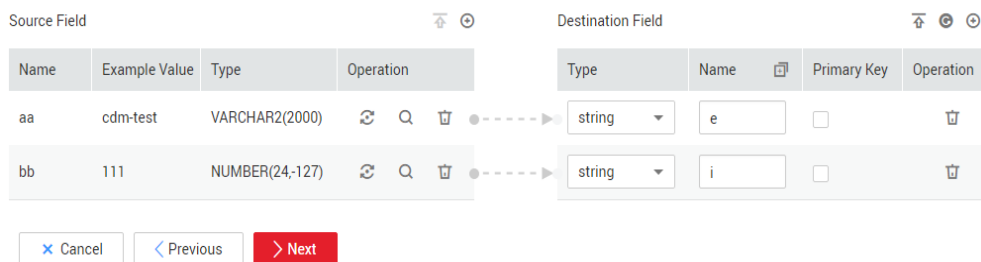 Source Field Destination Field
Name Example Value Type Operation Type Name Primary Key Operation
aa cdm-test VARCHAR2(2000) string e
bb 111 NUMBER(24,-127) string i
Cancel Previous Next